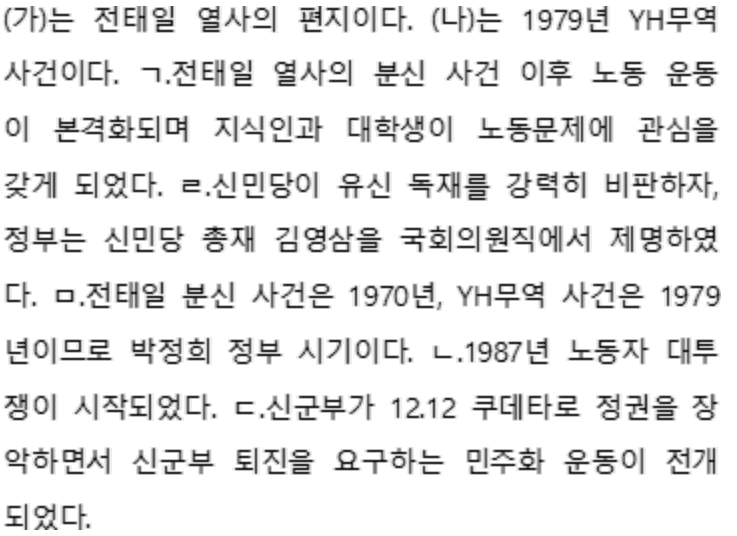 (가)는 전태일 열사의 편지이다. (나)는 1979년 YH무역
사건이다. ㄱ.전태일 열사의 분신 사건 이후 노동 운동
이 본격화되며 지식인과 대학생이 노동문제에 관심을
갖게 되었다. ㄹ.신민당이 유신 독재를 강력히 비판하자,
정부는 신민당 총재 김영삼을 국회의원직에서 제명하였
다. ㅁ.전태일 분신 사건은 1970년, YH무역 사건은 1979
년이므로 박정희 정부 시기이다. ㄴ.1987년 노동자 대투
쟁이 시작되었다. ㄷ.신군부가 12.12 쿠데타로 정권을 장
악하면서 신군부 퇴진을 요구하는 민주화 운동이 전개
되었다.